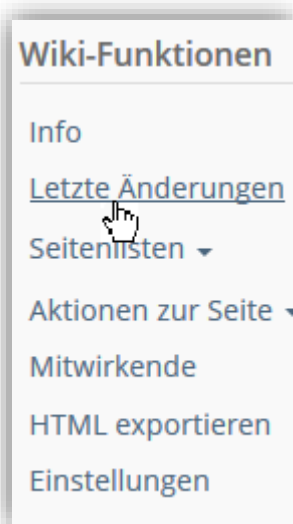 Wiki-Funktionen
Info
Letzte Änderungen
Seitenlisten
Aktionen zur Seite
Mitwirkende
HTML exportieren
Einstellungen